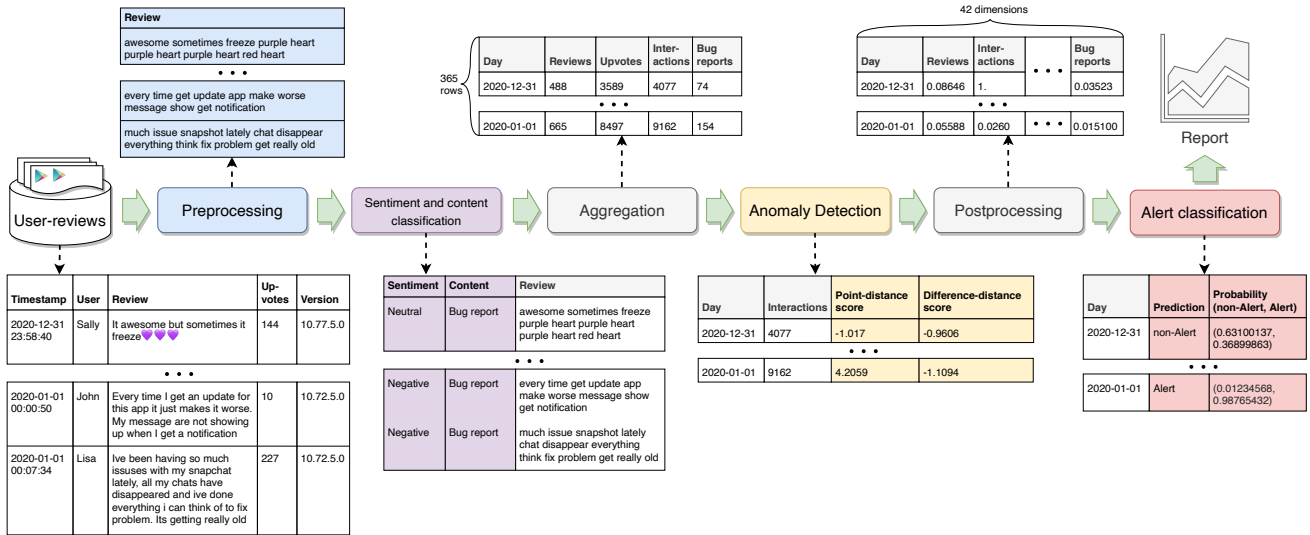 Review
awesome sometimes freeze purple heart
purple heart purple heart red heart
• • •
every time get update app make worse
message show get notification
much issue snapshot lately chat disappear
everything think fix problem get really old
365
rows
Day Reviews Upvotes Inter-actions Bug reports
2020-12-31 488 3589 4077 74
• • •
2020-01-01 665 8497 9162 154
42 dimensions
Day Reviews Inter-actions • • • Bug reports
2020-12-31 0.08646 1. 0.03523
• • •
2020-01-01 0.05588 0.0260 • • • 0.015100
Report
User-reviews
Preprocessing
Sentiment and content
classification
Aggregation
Anomaly Detection
Postprocessing
Alert classification
Timestamp User Review Up-votes Version
2020-12-31 23:58:40 Sally It awesome but sometimes it freeze💜💜💜 144 10.77.5.0
• • •
2020-01-01 00:00:50 John Every time I get an update for 10 10.72.5.0
this app it just makes it worse.
My message are not showing
up when I get a notification
2020-01-01 00:07:34 Lisa Ive been having so much 227 10.72.5.0
issuses with my snapchat
lately, all my chats have
disappeared and ive done
everything i can think of to fix
problem. Its getting really old
Sentiment Content Review
Neutral Bug report awesome sometimes freeze
purple heart purple heart
purple heart red heart
• • •
Negative Bug report every time get update app
make worse message show
get notification
Negative Bug report much issue snapshot lately
chat disappear everything
think fix problem get really old
Day Interactions Point-distance score Difference-distance score
2020-12-31 4077 -1.017 -0.9606
• • •
2020-01-01 9162 4.2059 -1.1094
Day Prediction Probability (non-Alert, Alert)
2020-12-31 non-Alert (0.63100137, 0.36899863)
• • •
2020-01-01 Alert (0.01234568, 0.98765432)